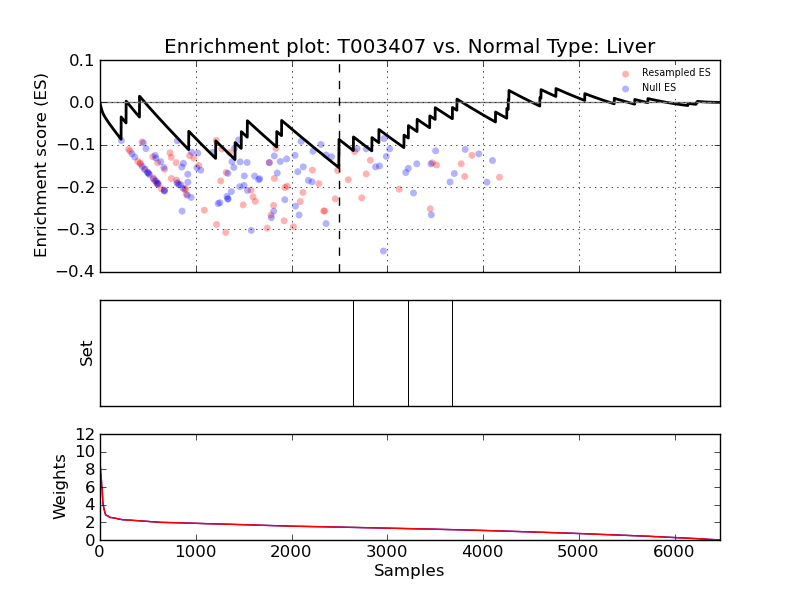 Enrichment plot: T003407 vs. Normal Type: Liver
0.1
0.0
−0.1
−0.2
−0.3
−0.4
Enrichment score (ES)
Resampled ES
Null ES
Set
12
10
8
6
4
2
0
Weights
0 1000 2000 3000 4000 5000 6000
Samples